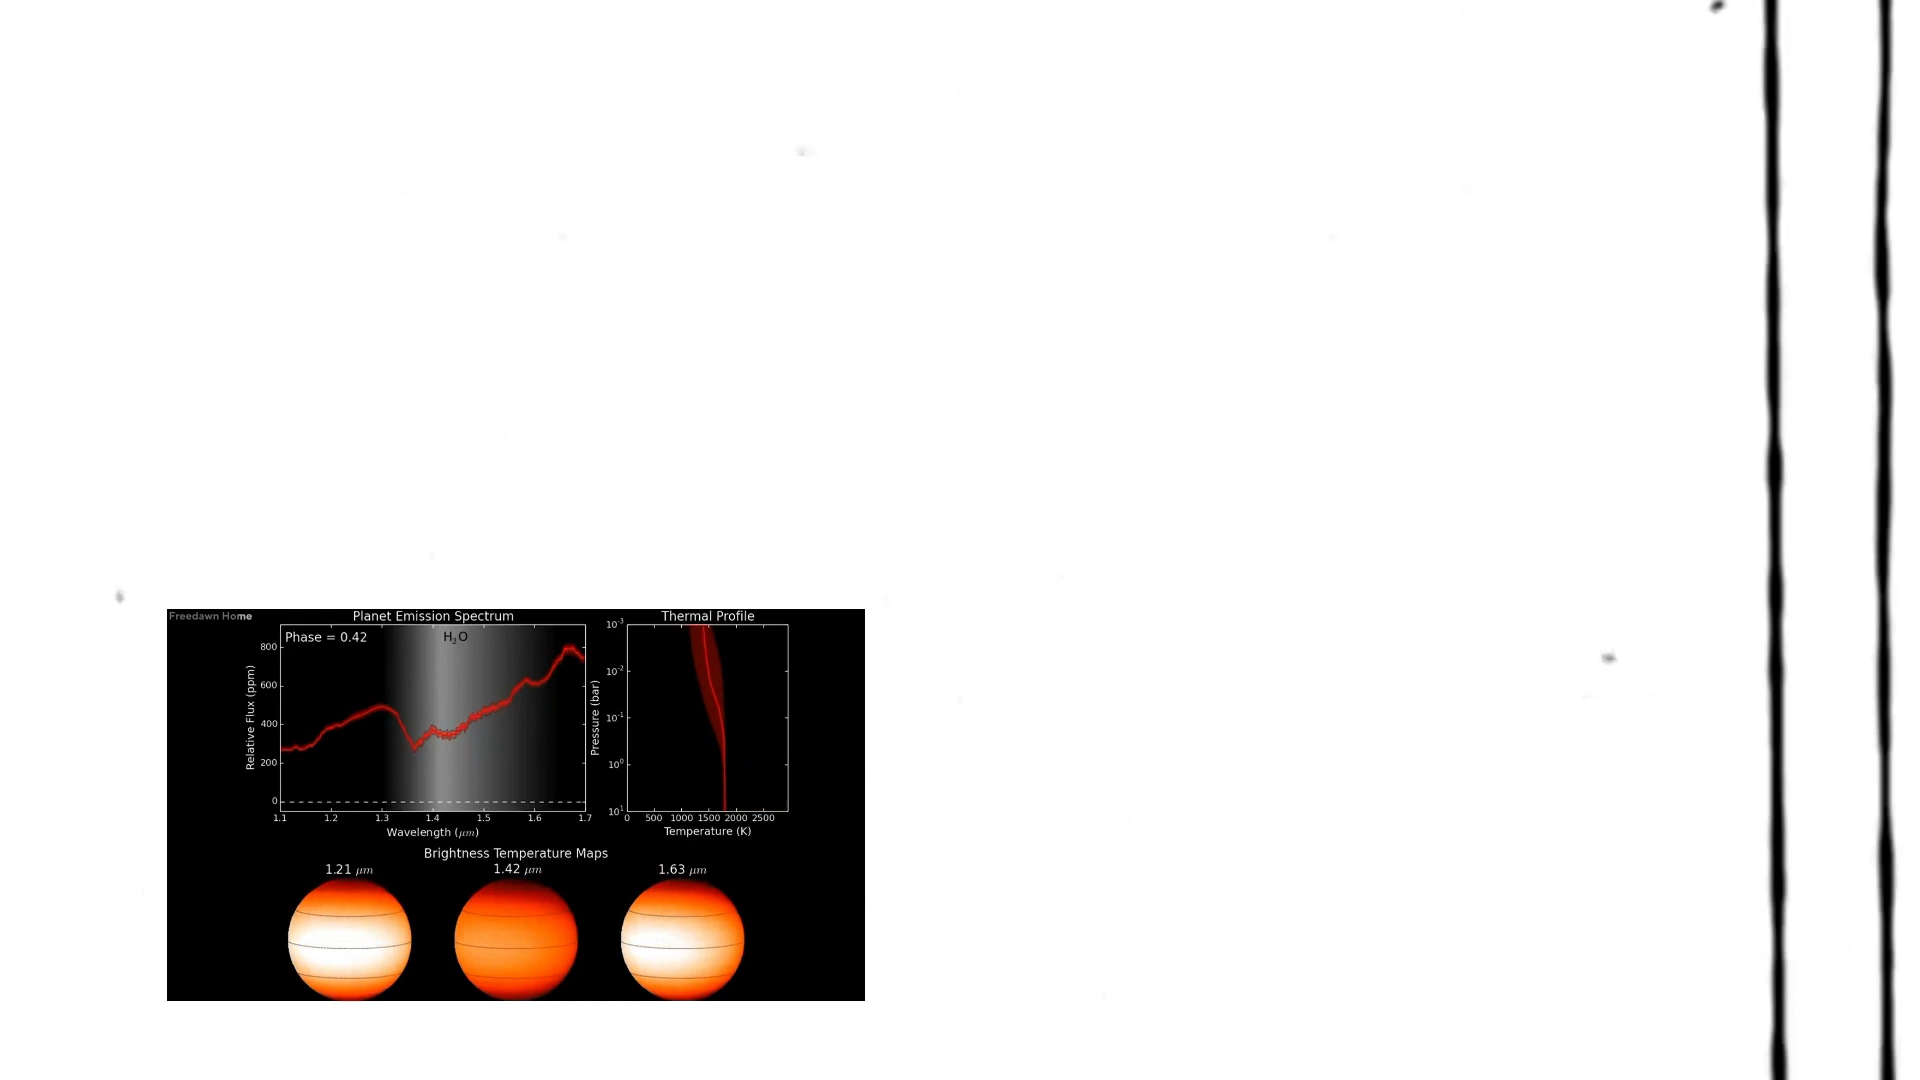 Freedawn Home
Planet Emission Spectrum
Phase = 0.42
H₂O
Relative Flux (ppm)
800
600
400
200
0
1.1 1.2 1.3 1.4 1.5 1.6 1.7
Wavelength (μm)
Thermal Profile
Pressure (bar)
10⁻³
10⁻²
10⁻¹
10⁰
10¹
0 500 1000 1500 2000 2500
Temperature (K)
Brightness Temperature Maps
1.21 μm 1.42 μm 1.63 μm